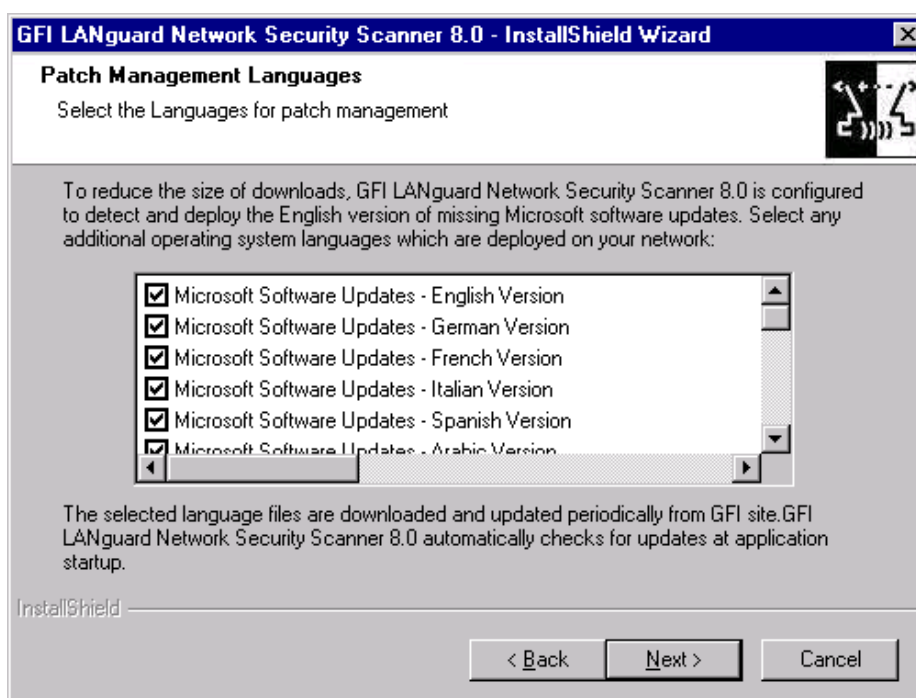 GFI LANguard Network Security Scanner 8.0 - InstallShield Wizard
Patch Management Languages
Select the Languages for patch management
To reduce the size of downloads, GFI LANguard Network Security Scanner 8.0 is configured
to detect and deploy the English version of missing Microsoft software updates. Select any
additional operating system languages which are deployed on your network:
Microsoft Software Updates - English Version
Microsoft Software Updates - German Version
Microsoft Software Updates - French Version
Microsoft Software Updates - Italian Version
Microsoft Software Updates - Spanish Version
Microsoft Software Updates - Arabic Version
The selected language files are downloaded and updated periodically from GFI site.GFI
LANguard Network Security Scanner 8.0 automatically checks for updates at application
startup.
InstallShield
< Back
Next >
Cancel